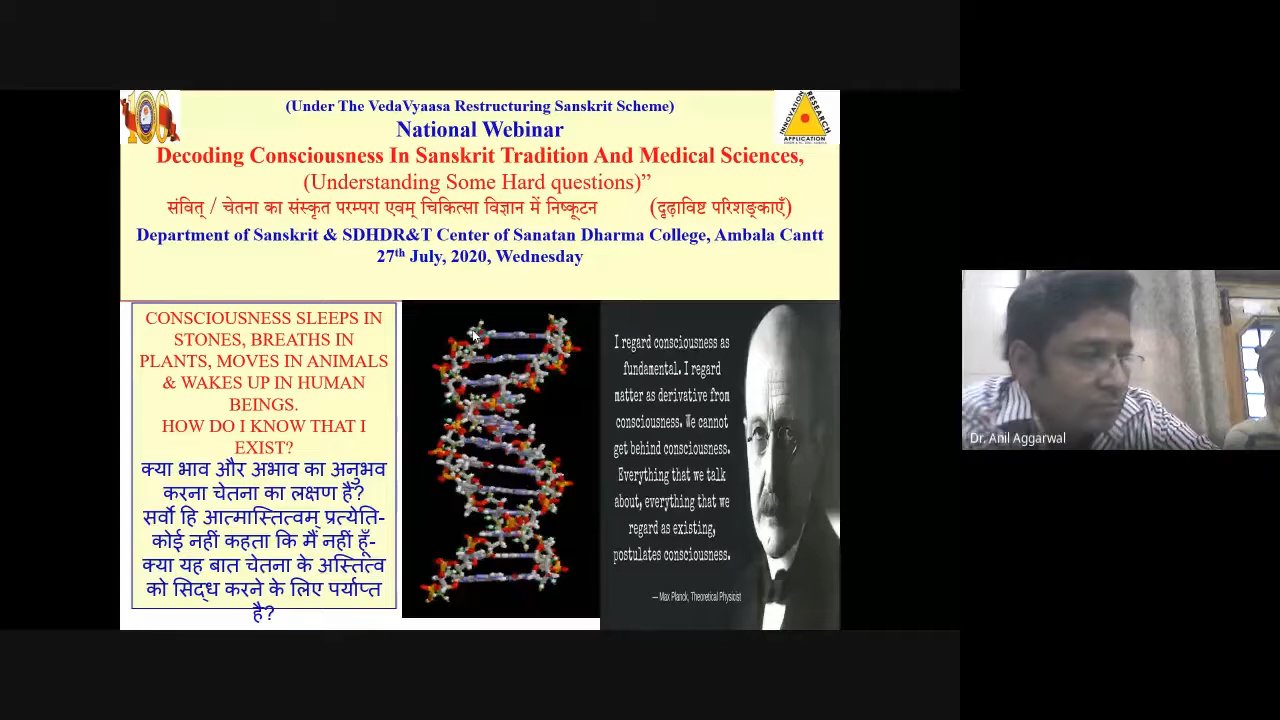 (Under The VedaVyaasa Restructuring Sanskrit Scheme)
National Webinar
Decoding Consciousness In Sanskrit Tradition And Medical Sciences,
(Understanding Some Hard questions)”
संवित् / चेतना का संस्कृत परम्परा एवम् चिकित्सा विज्ञान में निष्कूटन (दृढ़ाविष्ट परिशङ्काएँ)
Department of Sanskrit & SDHDR&T Center of Sanatan Dharma College, Ambala Cantt
27th July, 2020, Wednesday
100
INNOVATION
RESEARCH
APPLICATION
CONSCIOUSNESS SLEEPS IN
STONES, BREATHS IN
PLANTS, MOVES IN ANIMALS
& WAKES UP IN HUMAN
BEINGS.
HOW DO I KNOW THAT I
EXIST?
क्या भाव और अभाव का अनुभव
करना चेतना का लक्षण है?
सर्वो हि आत्मास्तित्वम् प्रत्येति-
कोई नहीं कहता कि मैं नहीं हूँ-
क्या यह बात चेतना के अस्तित्व
को सिद्ध करने के लिए पर्याप्त
है?
I regard consciousness as
fundamental. I regard
matter as derivative from
consciousness. We cannot
get behind consciousness.
Everything that we talk
about, everything that we
regard as existing,
postulates consciousness.
— Max Planck, Theoretical Physicist
Dr. Anil Aggarwal